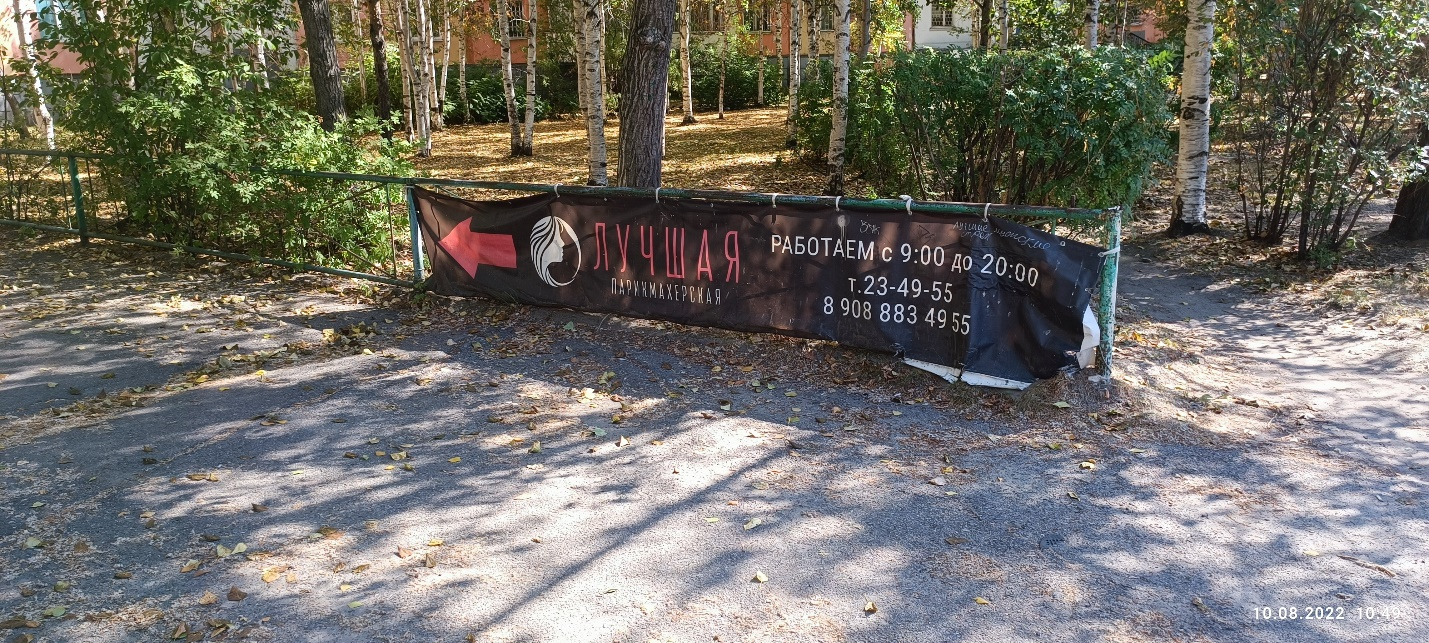 ЛУЧШАЯ
ПАРИКМАХЕРСКАЯ
РАБОТАЕМ с 9:00 до 20:00
т.23-49-55
8 908 883 49 55
10.08.2022 10:49